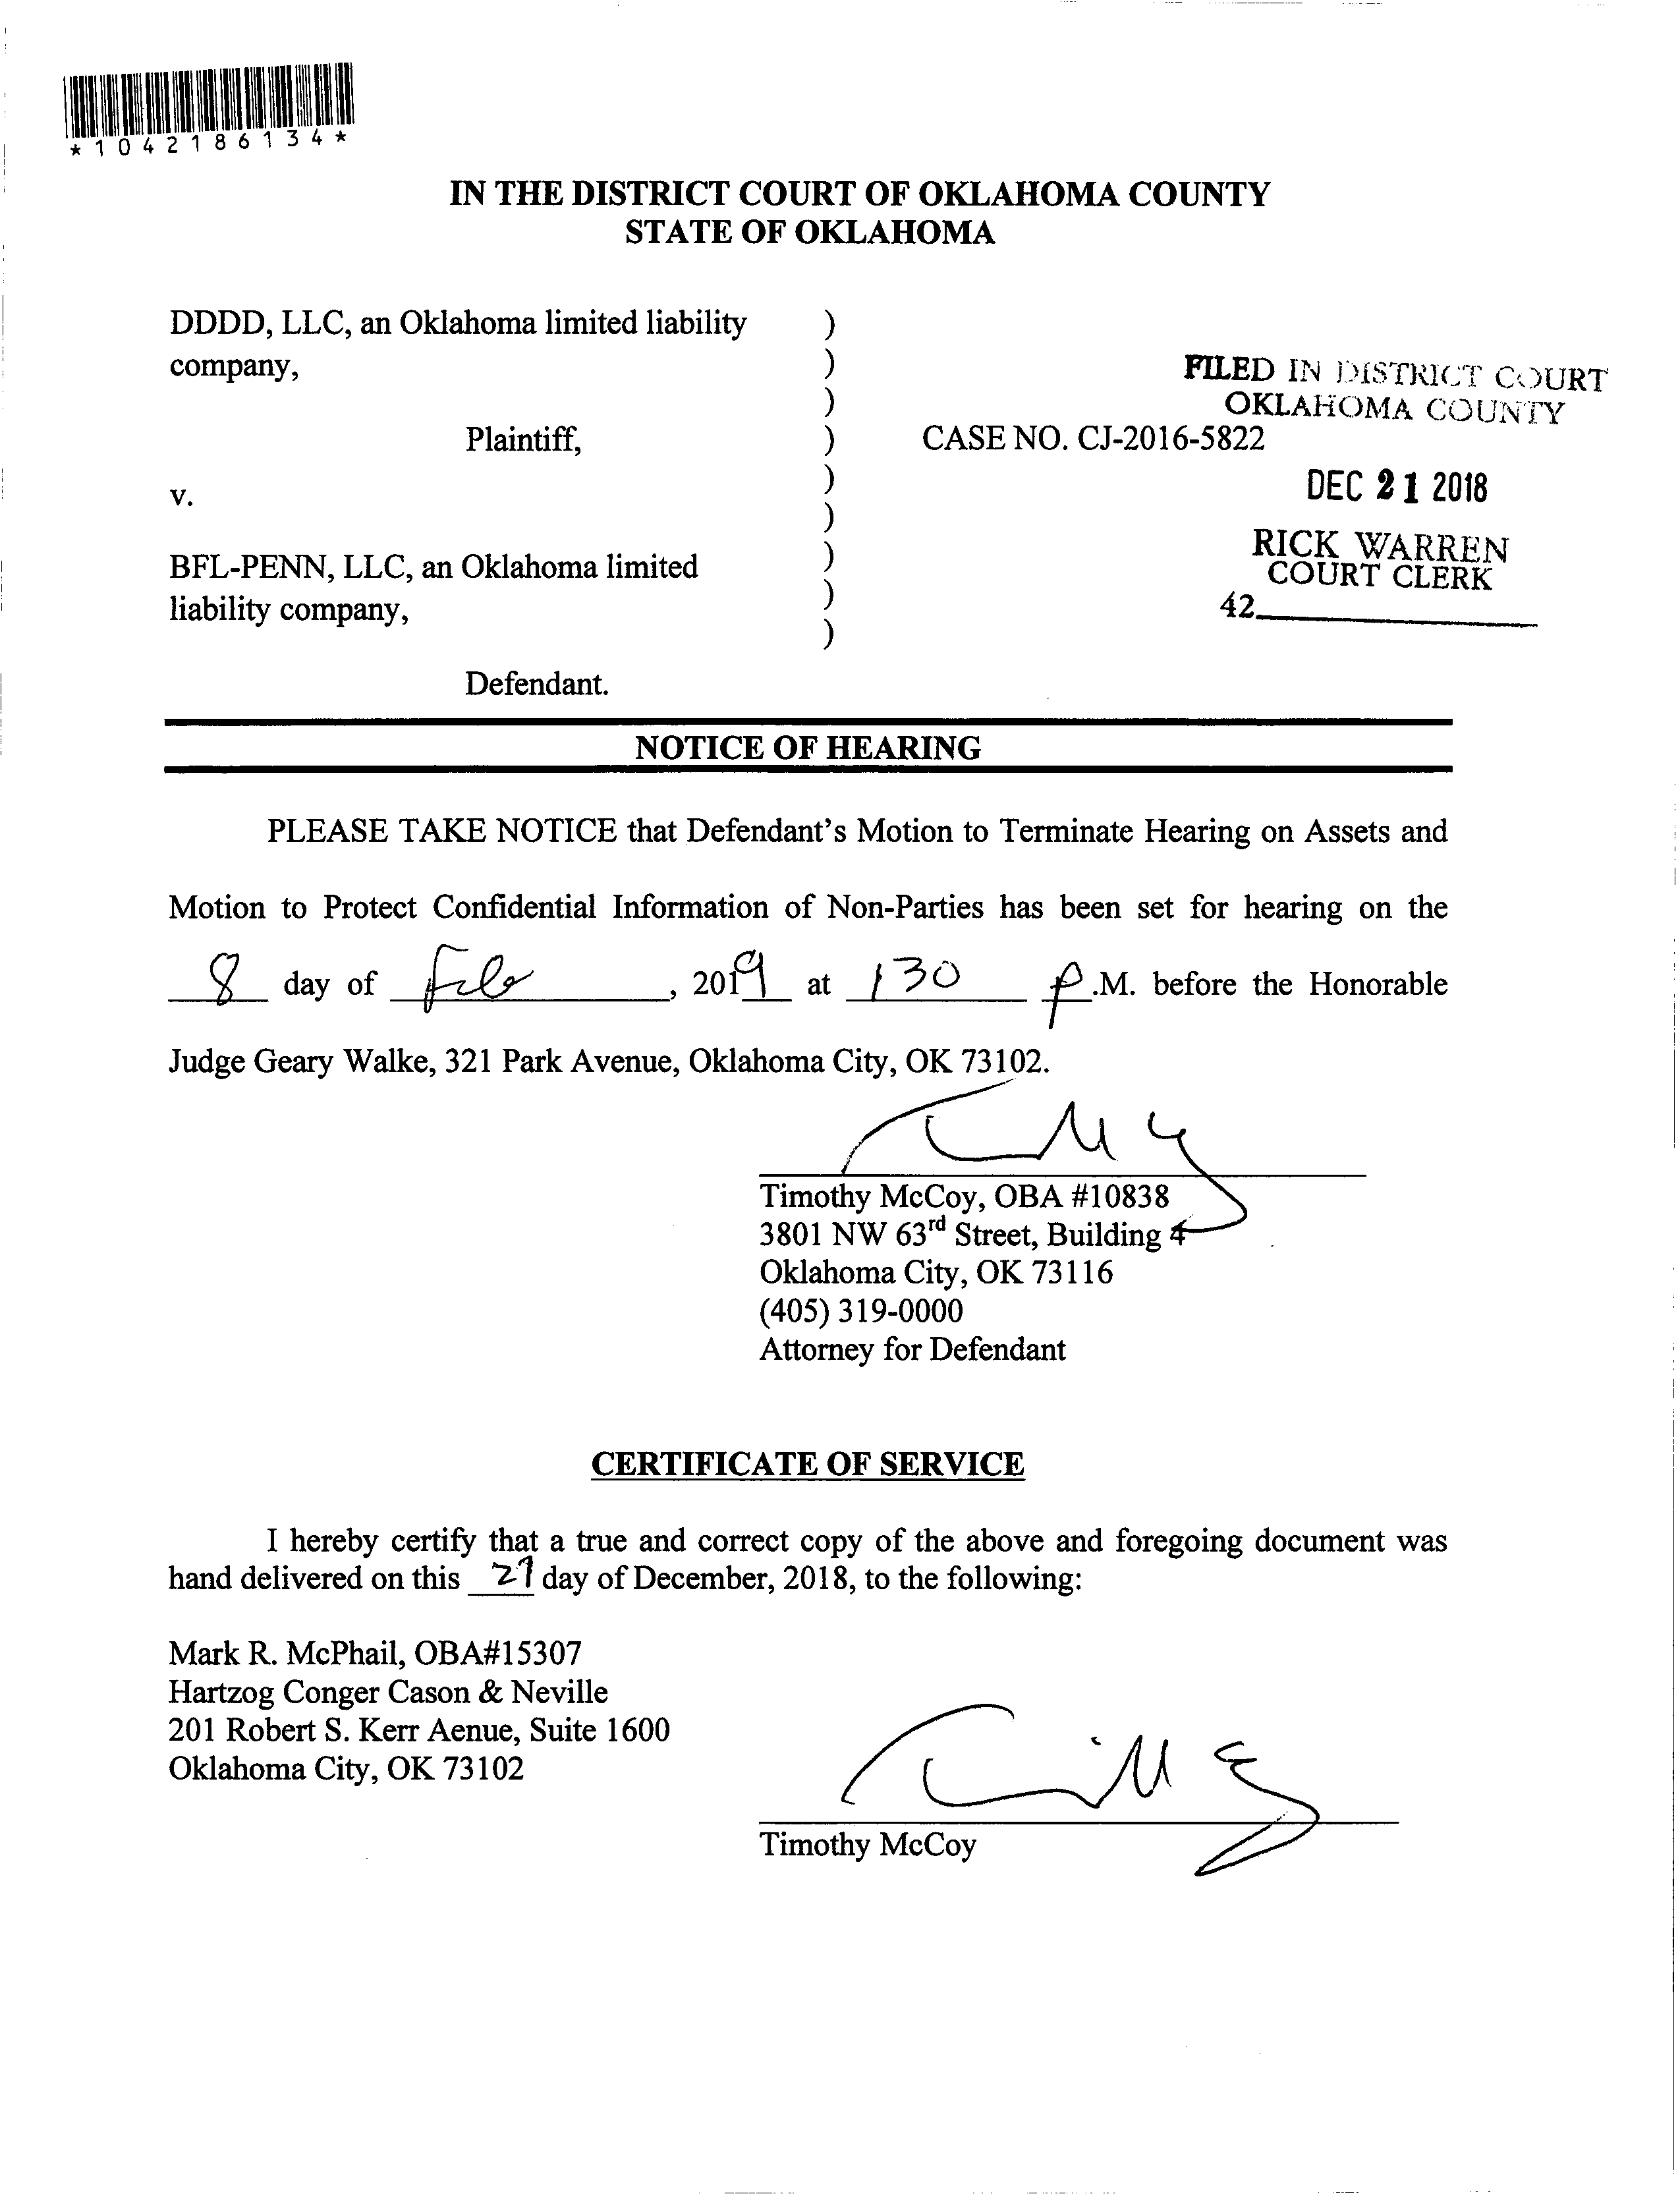 *1042186134*
IN THE DISTRICT COURT OF OKLAHOMA COUNTY
STATE OF OKLAHOMA
DDDD, LLC, an Oklahoma limited liability )
company, )
)
Plaintiff, ) CASE NO. CJ-2016-5822
)
v.
)
BFL-PENN, LLC, an Oklahoma limited )
liability company, )
)
Defendant.
FILED IN DISTRICT COURT
OKLAHOMA COUNTY
DEC 21 2018
RICK WARREN
COURT CLERK
42
NOTICE OF HEARING
PLEASE TAKE NOTICE that Defendant's Motion to Terminate Hearing on Assets and
Motion to Protect Confidential Information of Non-Parties has been set for hearing on the
8 day of Feb, 2019 at 130 p.M. before the Honorable
Judge Geary Walke, 321 Park Avenue, Oklahoma City, OK 73102.
Timothy McCoy, OBA #10838
3801 NW 63rd Street, Building 4
Oklahoma City, OK 73116
(405) 319-0000
Attorney for Defendant
CERTIFICATE OF SERVICE
I hereby certify that a true and correct copy of the above and foregoing document was
hand delivered on this 21 day of December, 2018, to the following:
Mark R. McPhail, OBA#15307
Hartzog Conger Cason & Neville
201 Robert S. Kerr Aenue, Suite 1600
Oklahoma City, OK 73102
Timothy McCoy